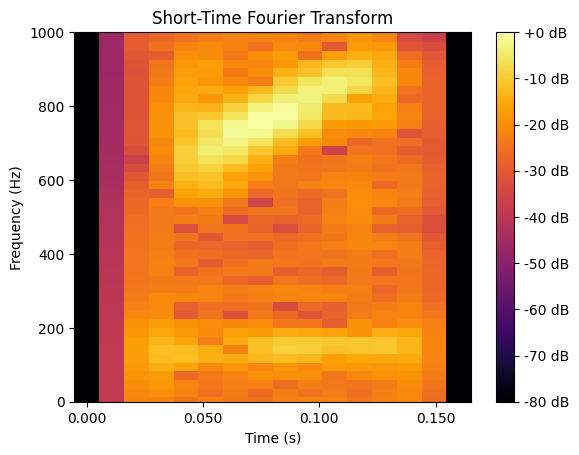 Short-Time Fourier Transform
1000
800
600
400
200
0
Frequency (Hz)
0.000
0.050
0.100
0.150
Time (s)
+0 dB
-10 dB
-20 dB
-30 dB
-40 dB
-50 dB
-60 dB
-70 dB
-80 dB